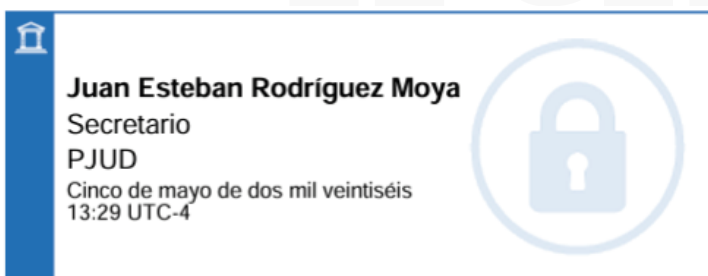 Juan Esteban Rodríguez Moya
Secretario
PJUD
Cinco de mayo de dos mil veintiséis
13:29 UTC-4